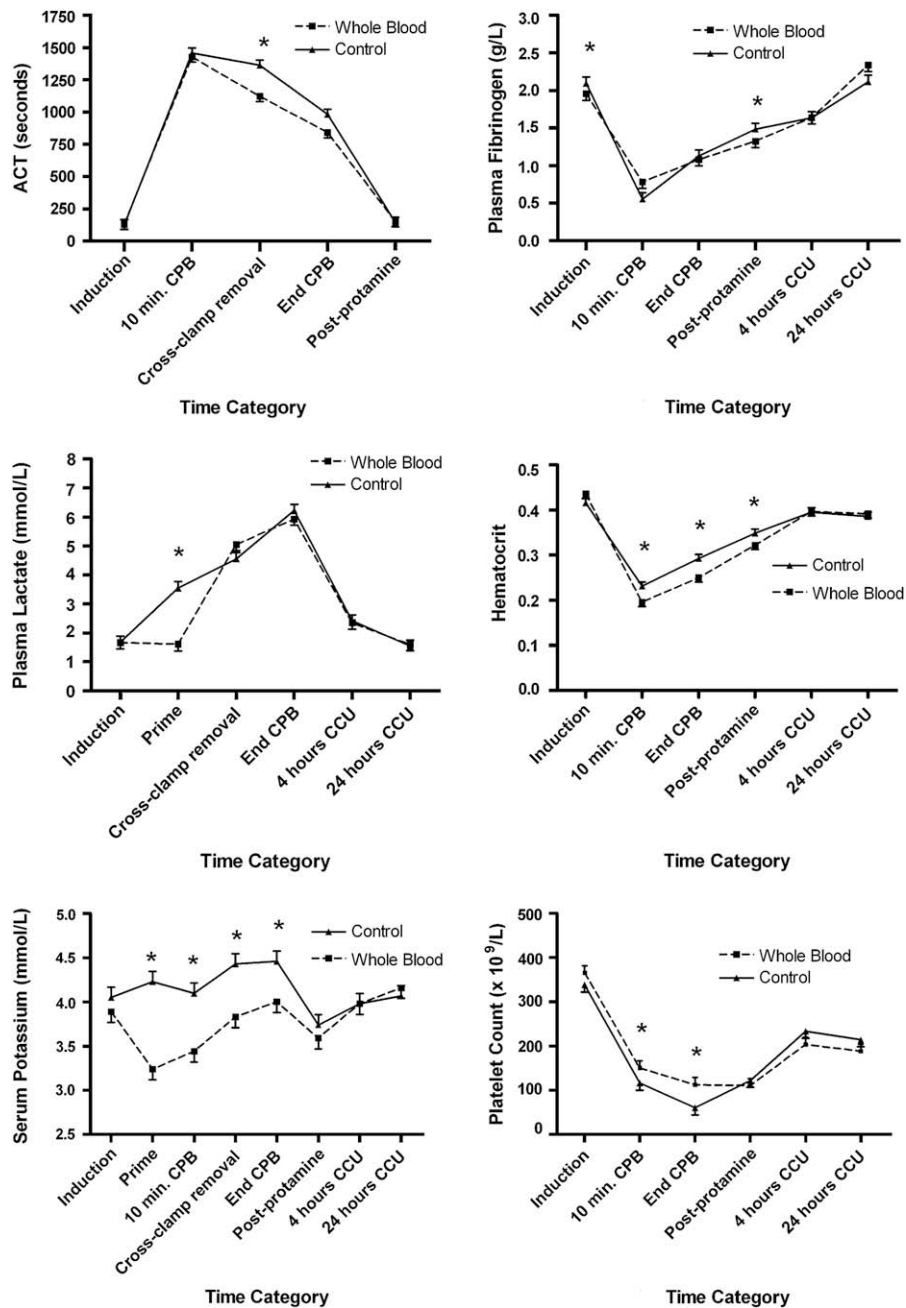 ACT (seconds)
1750
1500
1250
1000
750
500
250
0
*
Whole Blood
Control
Induction
10 min. CPB
Cross-clamp removal
End CPB
Post-protamine
Time Category
Plasma Fibrinogen (g/L)
3.0
2.5
2.0
1.5
1.0
0.5
0.0
*
*
Whole Blood
Control
Induction
10 min. CPB
End CPB
Post-protamine
4 hours CCU
24 hours CCU
Time Category
Plasma Lactate (mmol/L)
8
7
6
5
4
3
2
1
0
*
Whole Blood
Control
Induction
Prime
Cross-clamp removal
End CPB
4 hours CCU
24 hours CCU
Time Category
Hematocrit
0.5
0.4
0.3
0.2
0.1
0.0
*
*
*
Control
Whole Blood
Induction
10 min. CPB
End CPB
Post-protamine
4 hours CCU
24 hours CCU
Time Category
Serum Potassium (mmol/L)
5.0
4.5
4.0
3.5
3.0
2.5
*
*
*
*
Control
Whole Blood
Induction
Prime
10 min. CPB
Cross-clamp removal
End CPB
Post-protamine
4 hours CCU
24 hours CCU
Time Category
Platelet Count (x 10⁹/L)
500
400
300
200
100
0
*
*
Whole Blood
Control
Induction
10 min. CPB
End CPB
Post-protamine
4 hours CCU
24 hours CCU
Time Category